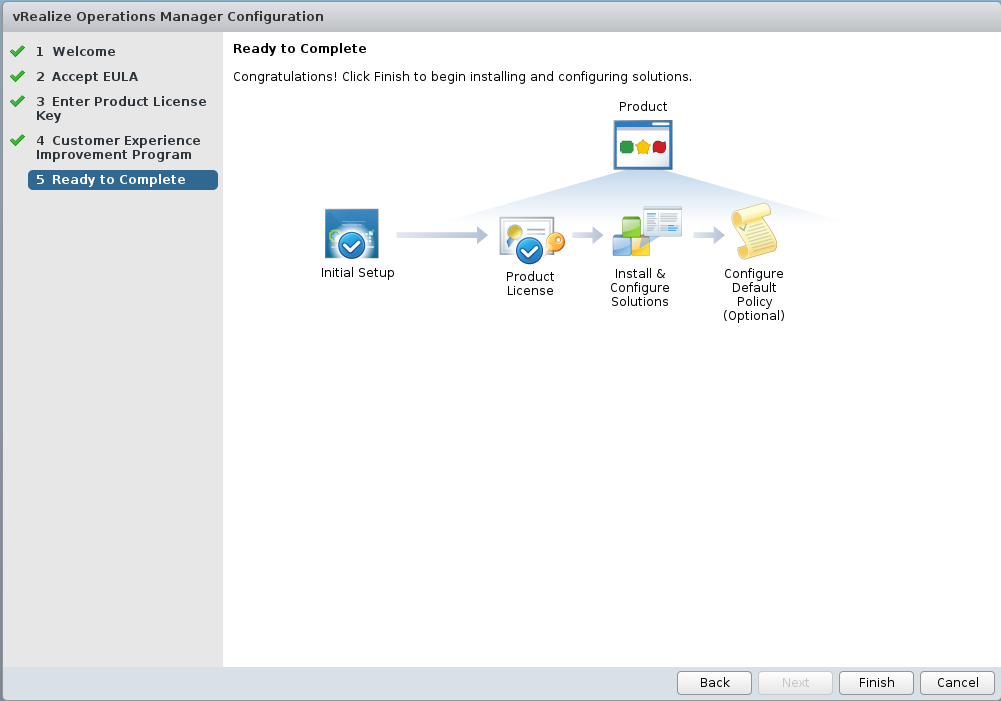 vRealize Operations Manager Configuration
1 Welcome
2 Accept EULA
3 Enter Product License
Key
4 Customer Experience
Improvement Program
5 Ready to Complete
Ready to Complete
Congratulations! Click Finish to begin installing and configuring solutions.
Product
Initial Setup
Product
License
Install &
Configure
Solutions
Configure
Default
Policy
(Optional)
Back
Next
Finish
Cancel